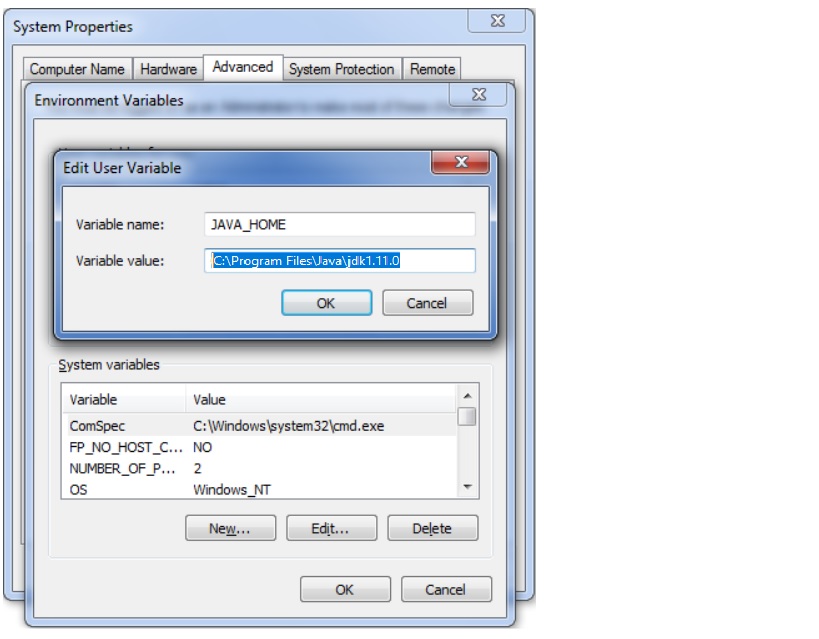 System Properties
Computer Name Hardware Advanced System Protection Remote
Environment Variables
Edit User Variable
Variable name: JAVA_HOME
Variable value: C:\Program Files\Java\jdk1.11.0
OK Cancel
System variables
Variable Value
ComSpec C:\Windows\system32\cmd.exe
FP_NO_HOST_C... NO
NUMBER_OF_P... 2
OS Windows_NT
New... Edit... Delete
OK Cancel